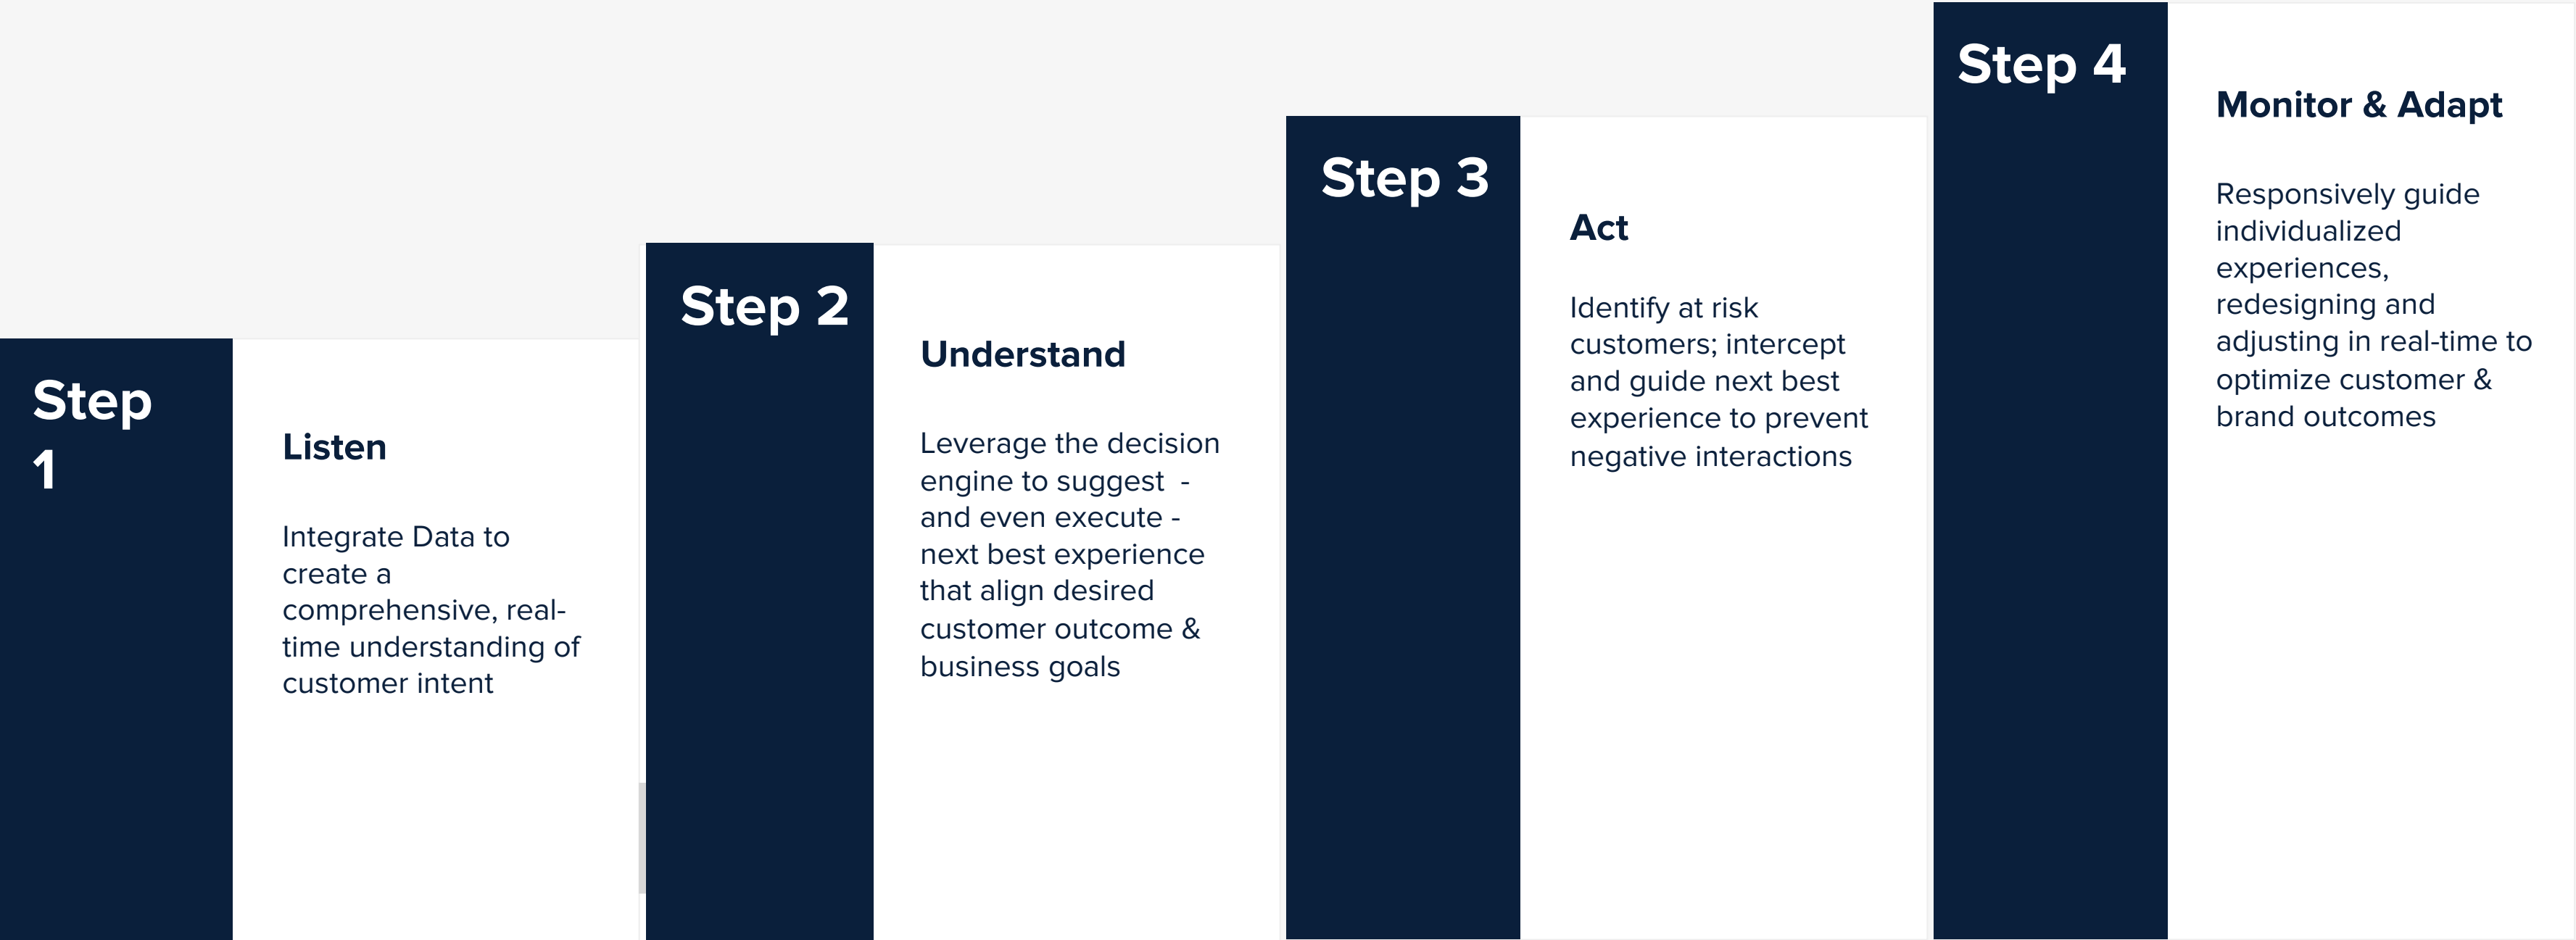 Step
1
Listen
Integrate Data to
create a
comprehensive, real-
time understanding of
customer intent
Step 2
Understand
Leverage the decision
engine to suggest  -
and even execute -
next best experience
that align desired
customer outcome &
business goals
Step 3
Act
Identify at risk
customers; intercept
and guide next best
experience to prevent
negative interactions
Step 4
Monitor & Adapt
Responsively guide
individualized
experiences,
redesigning and
adjusting in real-time to
optimize customer &
brand outcomes